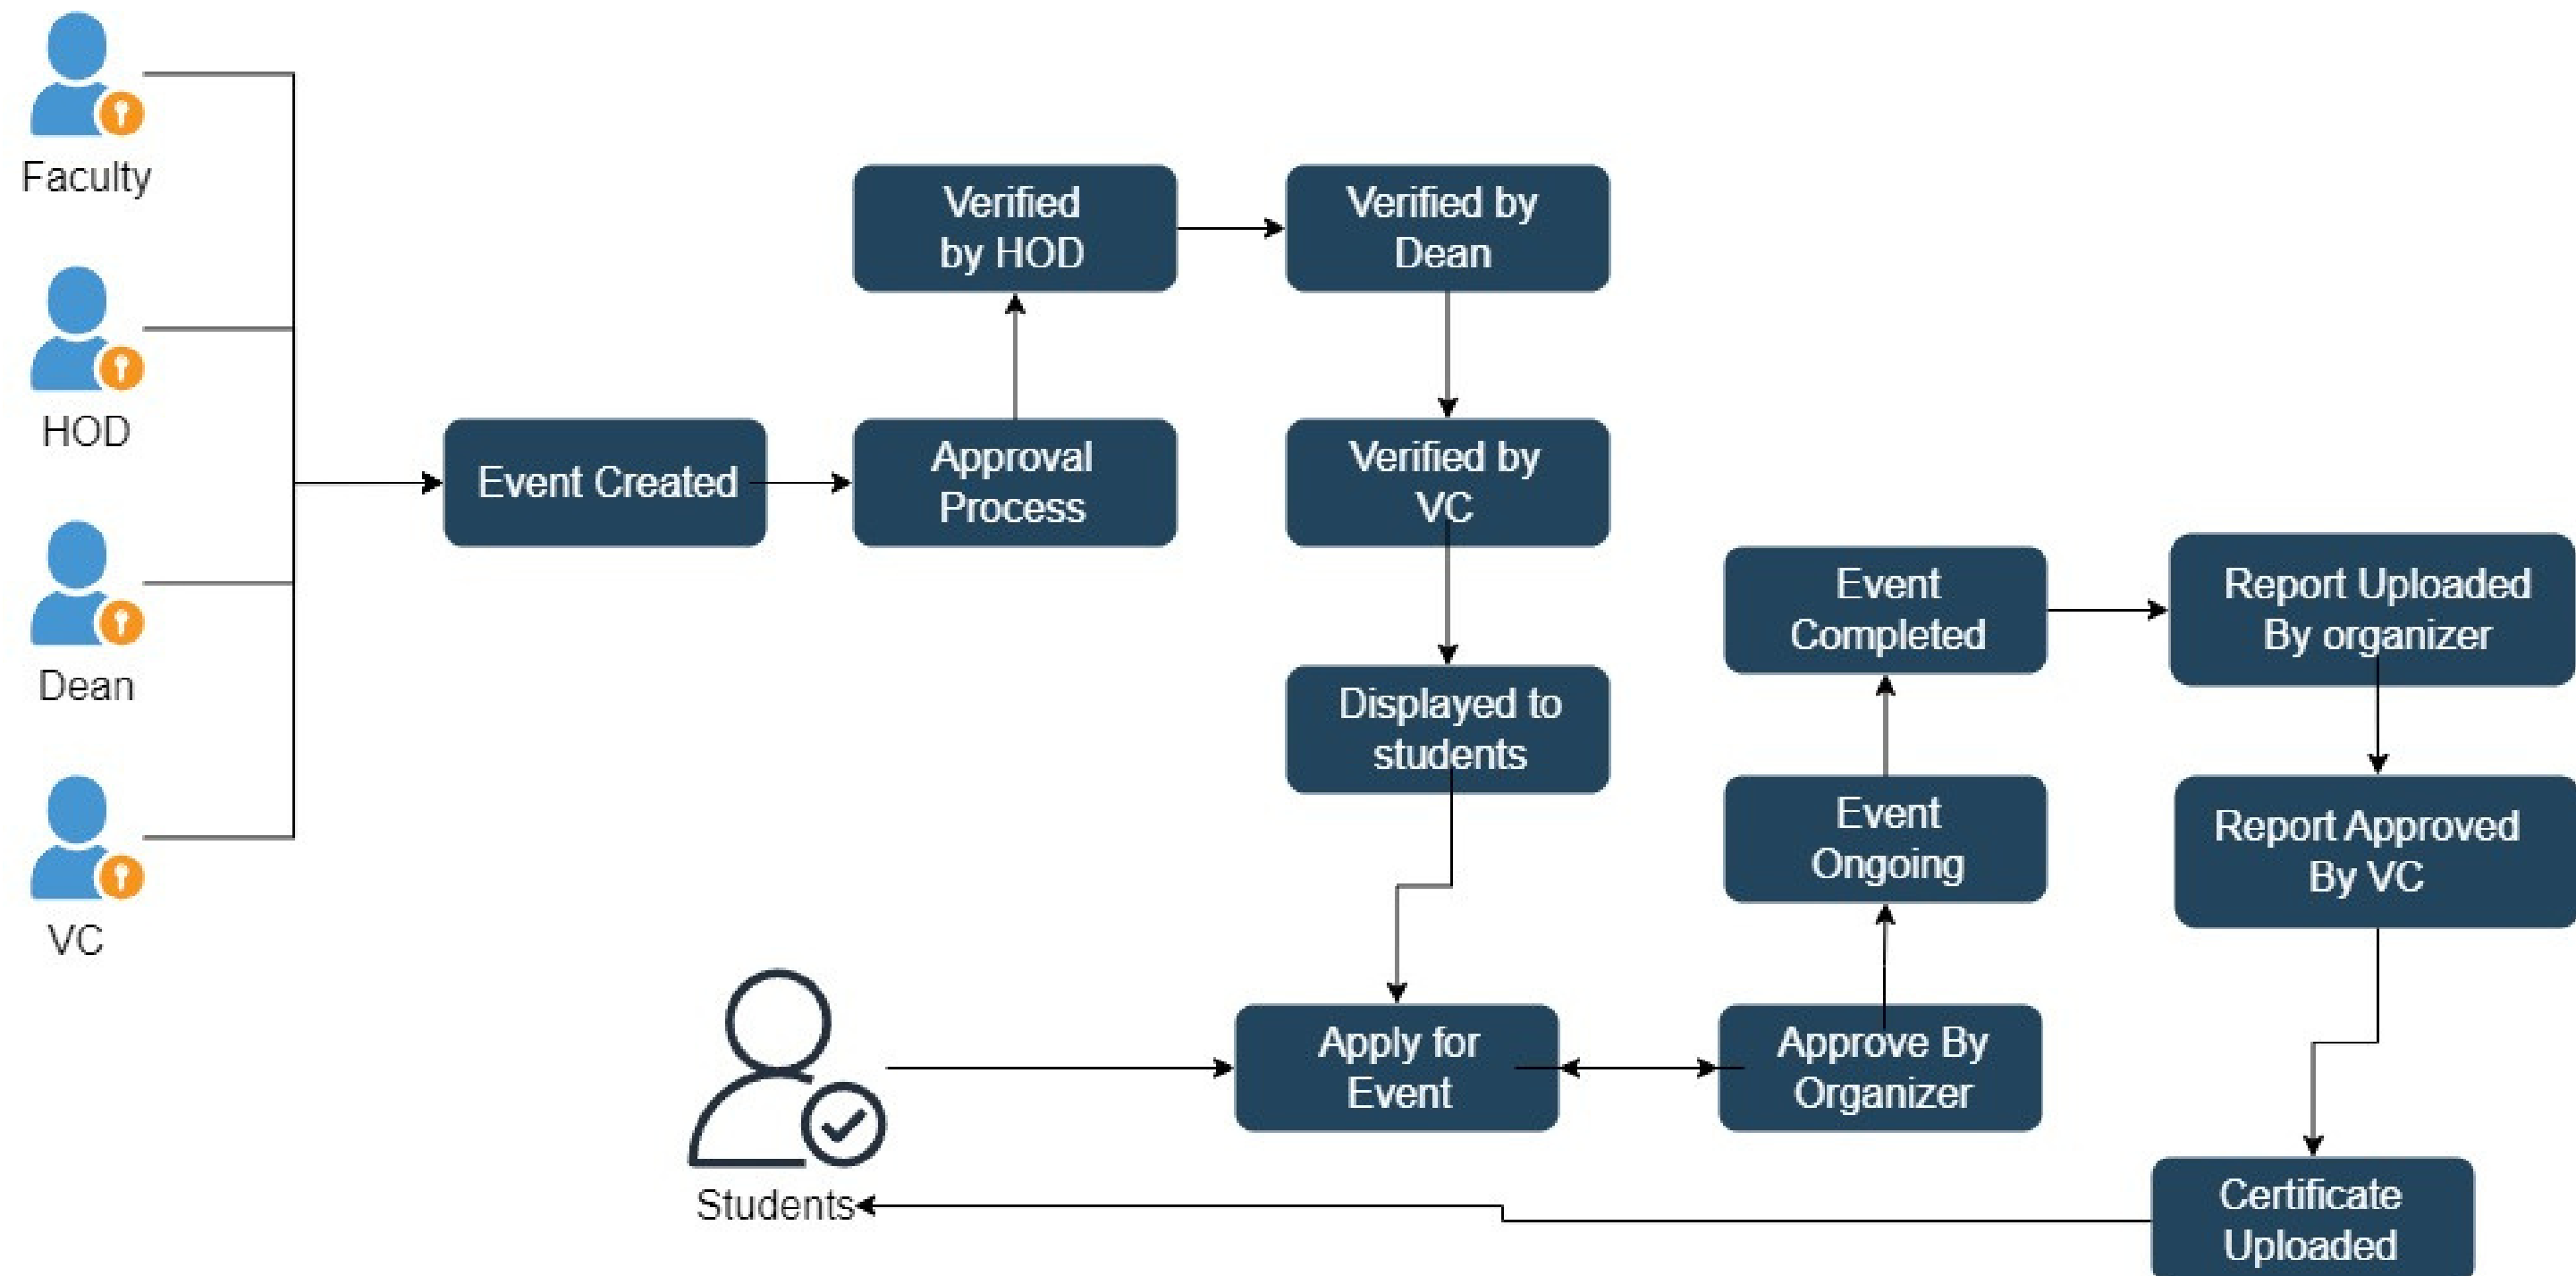 Faculty
HOD
Dean
VC
Event Created
Approval
Process
Verified
by HOD
Verified by
Dean
Verified by
VC
Displayed to
students
Students
Apply for
Event
Approve By
Organizer
Event
Ongoing
Event
Completed
Report Uploaded
By organizer
Report Approved
By VC
Certificate
Uploaded